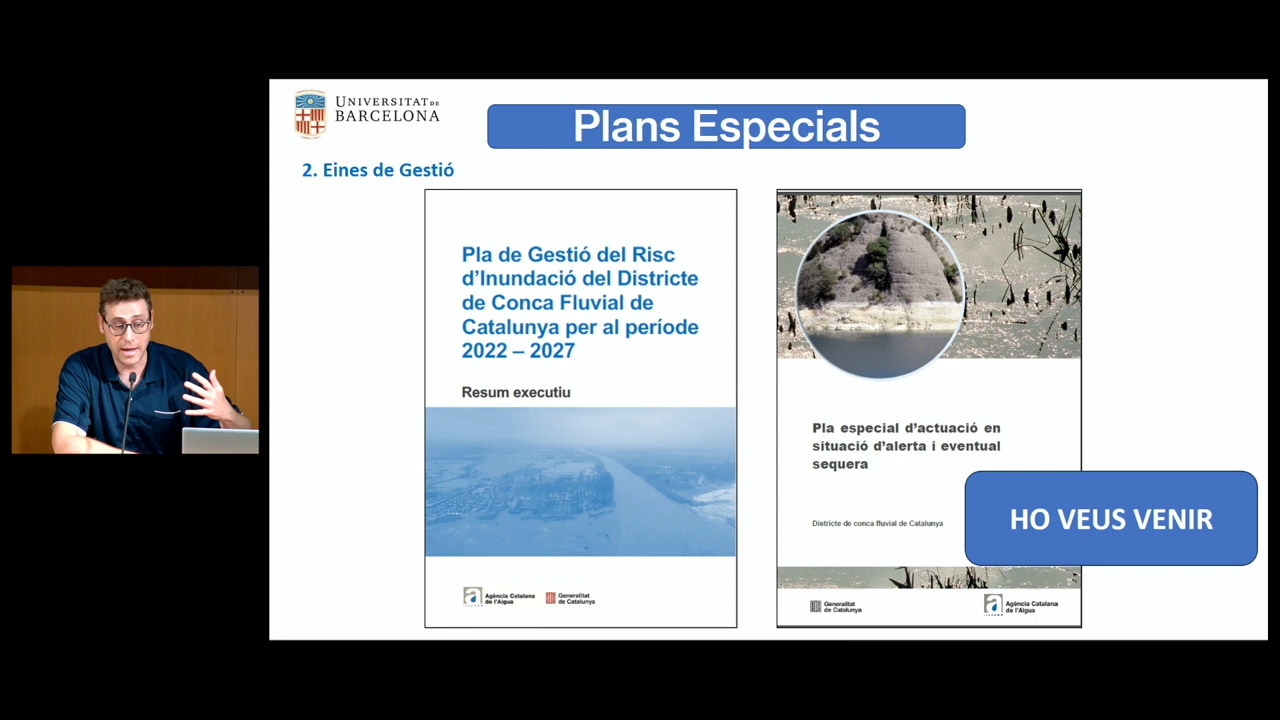 UNIVERSITAT DE
BARCELONA
Plans Especials
2. Eines de Gestió
Pla de Gestió del Risc
d'Inundació del Districte
de Conca Fluvial de
Catalunya per al període
2022 – 2027
Resum executiu
Agència Catalana
de l'Aigua
Generalitat
de Catalunya
Pla especial d'actuació en
situació d'alerta i eventual
sequera
Districte de conca fluvial de Catalunya
HO VEUS VENIR
Generalitat
de Catalunya
Agència Catalana
de l'Aigua